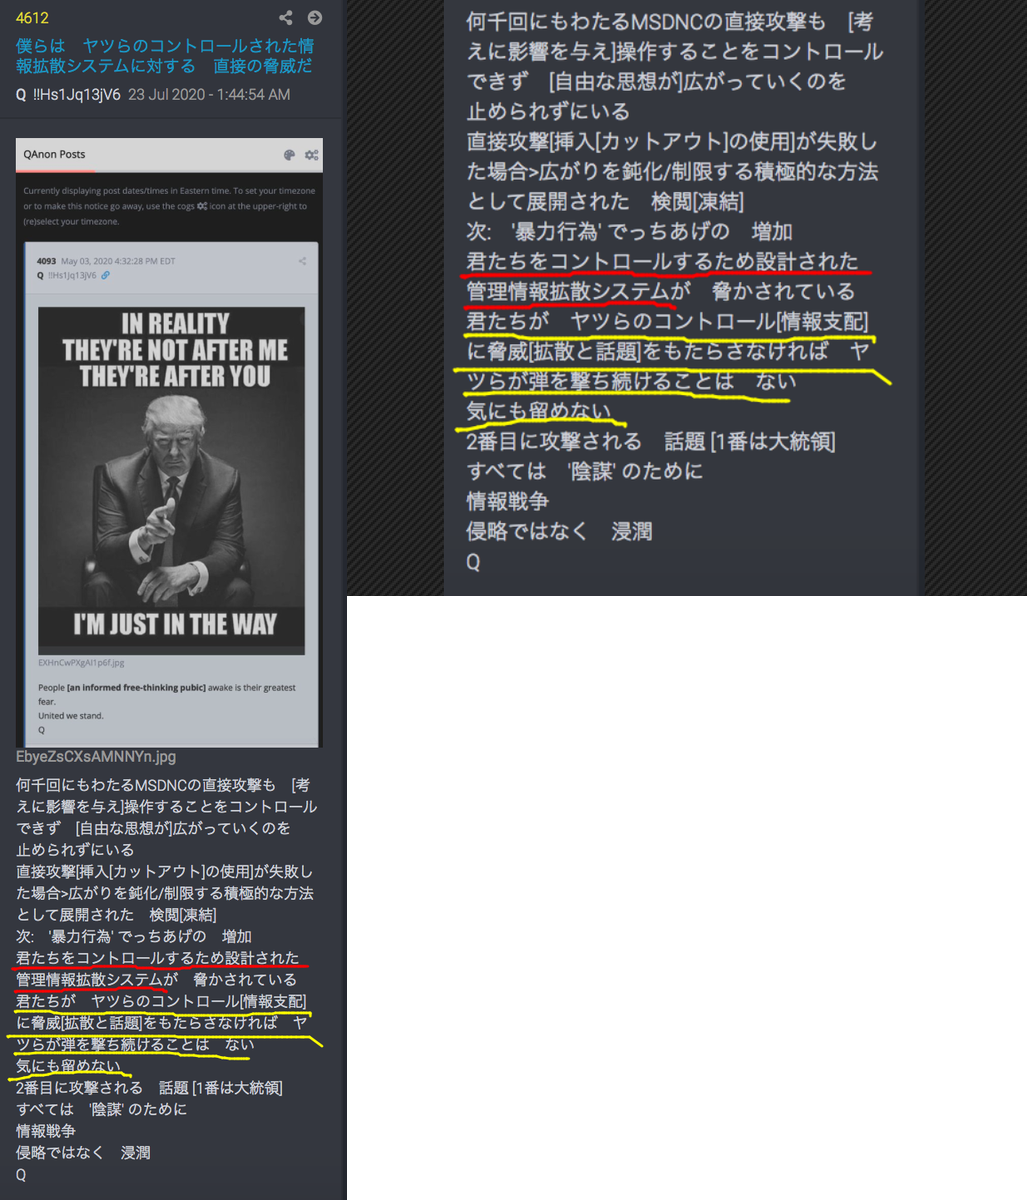 4612
僕らは　ヤツらのコントロールされた情
報拡散システムに対する　直接の脅威だ
Q !!Hs1Jq13jV6 23 Jul 2020 - 1:44:54 AM
QAnon Posts
Currently displaying post dates/times in Eastern time. To set your timezone
or to make this notice go away, use the cogs icon at the upper-right to
(re)select your timezone.
4093 May 03, 2020 4:32:28 PM EDT
Q !!Hs1Jq13jV6
IN REALITY
THEY'RE NOT AFTER ME
THEY'RE AFTER YOU
I'M JUST IN THE WAY
EXHnCwPXgAI1p6f.jpg
People [an informed free-thinking pubic] awake is their greatest
fear.
United we stand.
Q
EbyeZsCXsAMNNYn.jpg
何千回にもわたるMSDNCの直接攻撃も　[考
えに影響を与え]操作することをコントロール
できず　[自由な思想が]広がっていくのを
止められずにいる
直接攻撃[挿入[カットアウト]の使用]が失敗し
た場合>広がりを鈍化/制限する積極的な方法
として展開された　検閲[凍結]
次:　'暴力行為' でっちあげの　増加
君たちをコントロールするため設計された
管理情報拡散システムが　脅かされている
君たちが　ヤツらのコントロール[情報支配]
に脅威[拡散と話題]をもたらさなければ　ヤ
ツらが弾を撃ち続けることは　ない
気にも留めない
2番目に攻撃される　話題 [1番は大統領]
すべては　'陰謀' のために
情報戦争
侵略ではなく　浸潤
Q
何千回にもわたるMSDNCの直接攻撃も　[考
えに影響を与え]操作することをコントロール
できず　[自由な思想が]広がっていくのを
止められずにいる
直接攻撃[挿入[カットアウト]の使用]が失敗し
た場合>広がりを鈍化/制限する積極的な方法
として展開された　検閲[凍結]
次:　'暴力行為' でっちあげの　増加
君たちをコントロールするため設計された
管理情報拡散システムが　脅かされている
君たちが　ヤツらのコントロール[情報支配]
に脅威[拡散と話題]をもたらさなければ　ヤ
ツらが弾を撃ち続けることは　ない
気にも留めない
2番目に攻撃される　話題 [1番は大統領]
すべては　'陰謀' のために
情報戦争
侵略ではなく　浸潤
Q